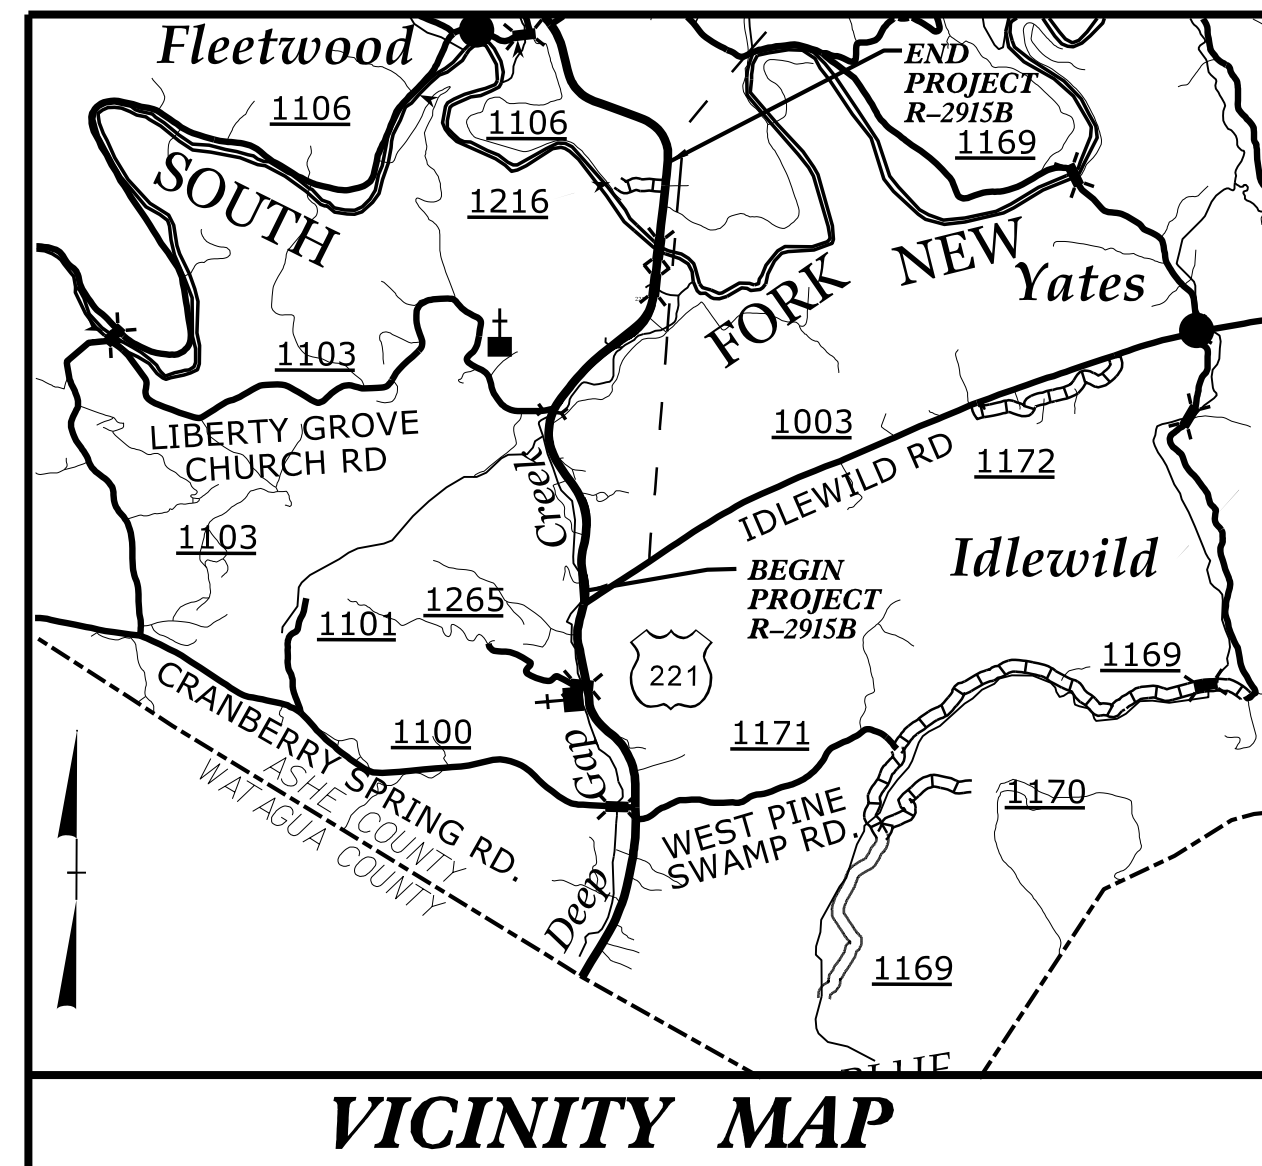 Fleetwood
END
PROJECT
R–2915B
1106
1106
1169
SOUTH
1216
FORK
NEW
Yates
1103
LIBERTY GROVE
CHURCH RD
1003
IDLEWILD RD
1172
Creek
1103
BEGIN
PROJECT
R–2915B
Idlewild
1265
1101
221
1169
CRANBERRY SPRING RD.
1100
1171
Gap
ASHE COUNTY
WATAGUA COUNTY
1170
WEST PINE
SWAMP RD.
Deep
1169
BLUE
VICINITY MAP